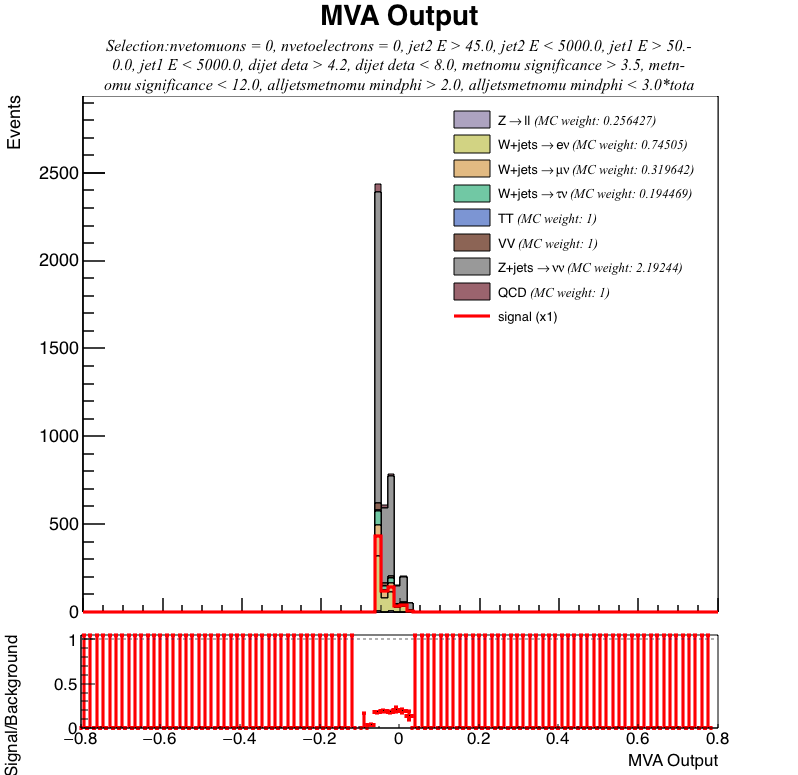 MVA Output
Selection:nvetomuons = 0, nvetoelectrons = 0, jet2 E > 45.0, jet2 E < 5000.0, jet1 E > 50.-
0.0, jet1 E < 5000.0, dijet deta > 4.2, dijet deta < 8.0, metnomu significance > 3.5, metn-
omu significance < 12.0, alljetsmetnomu mindphi > 2.0, alljetsmetnomu mindphi < 3.0*tota
Events
2500
2000
1500
1000
500
0
Z→ll (MC weight: 0.256427)
W+jets→eν (MC weight: 0.74505)
W+jets→μν (MC weight: 0.319642)
W+jets→τν (MC weight: 0.194469)
TT (MC weight: 1)
VV (MC weight: 1)
Z+jets→νν (MC weight: 2.19244)
QCD (MC weight: 1)
signal (x1)
Signal/Background
1
0.5
0
−0.8 −0.6 −0.4 −0.2 0 0.2 0.4 0.6 0.8
MVA Output